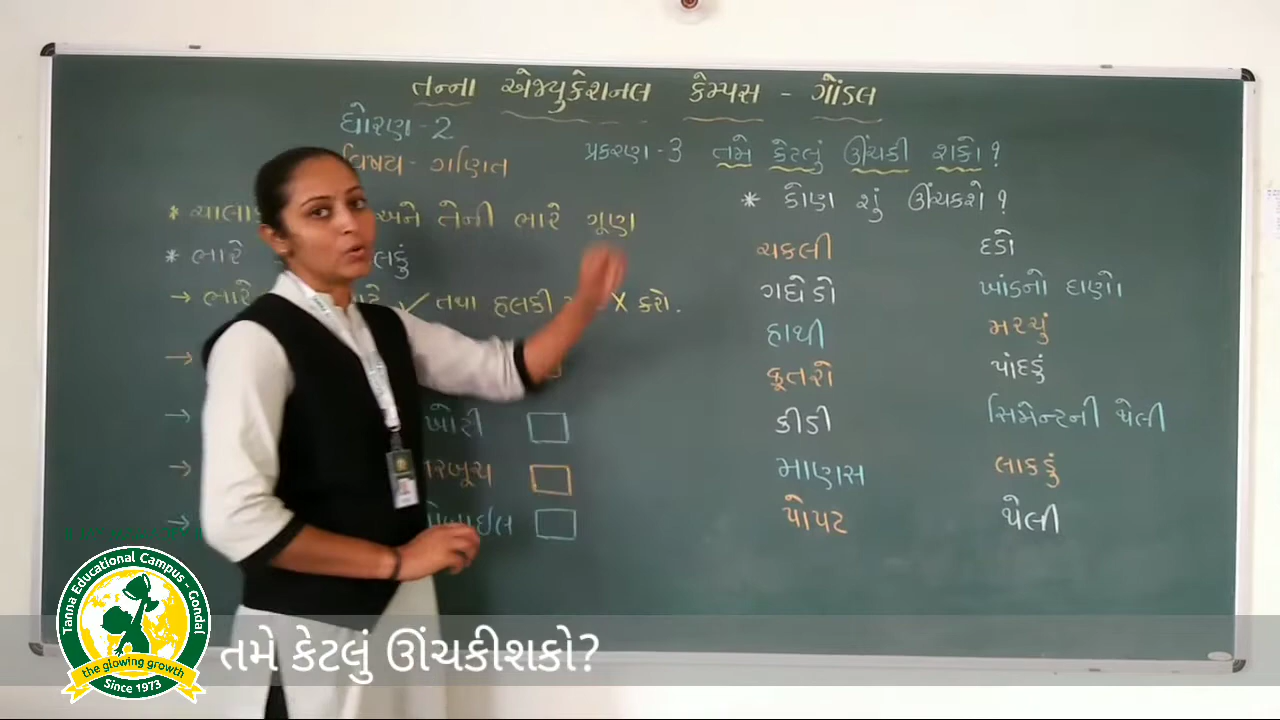 તન્ના એજ્યુકેશનલ કેમ્પસ - ગોંડલ
ધોરણ - 2
વિષય - ગણિત
પ્રકરણ - 3 તમે કેટલું ઊંચકી શકો ?
* અને તેની ભારે ગૂણ
* ભારે
→ ભારે ✓ તથા હલકી X કરો.
→
→
→
→
* કોણ શું ઊંચકશે ?
ચકલી દડો
ગધેડો ખાંડનો દાણો
હાથી મરચું
કૂતરો પાંદડું
કીડી સિમેન્ટની થેલી
માણસ લાકડું
પોપટ થેલી
Tanna Educational Campus - Gondal
the glowing growth
Since 1973
તમે કેટલું ઊંચકીશકો?